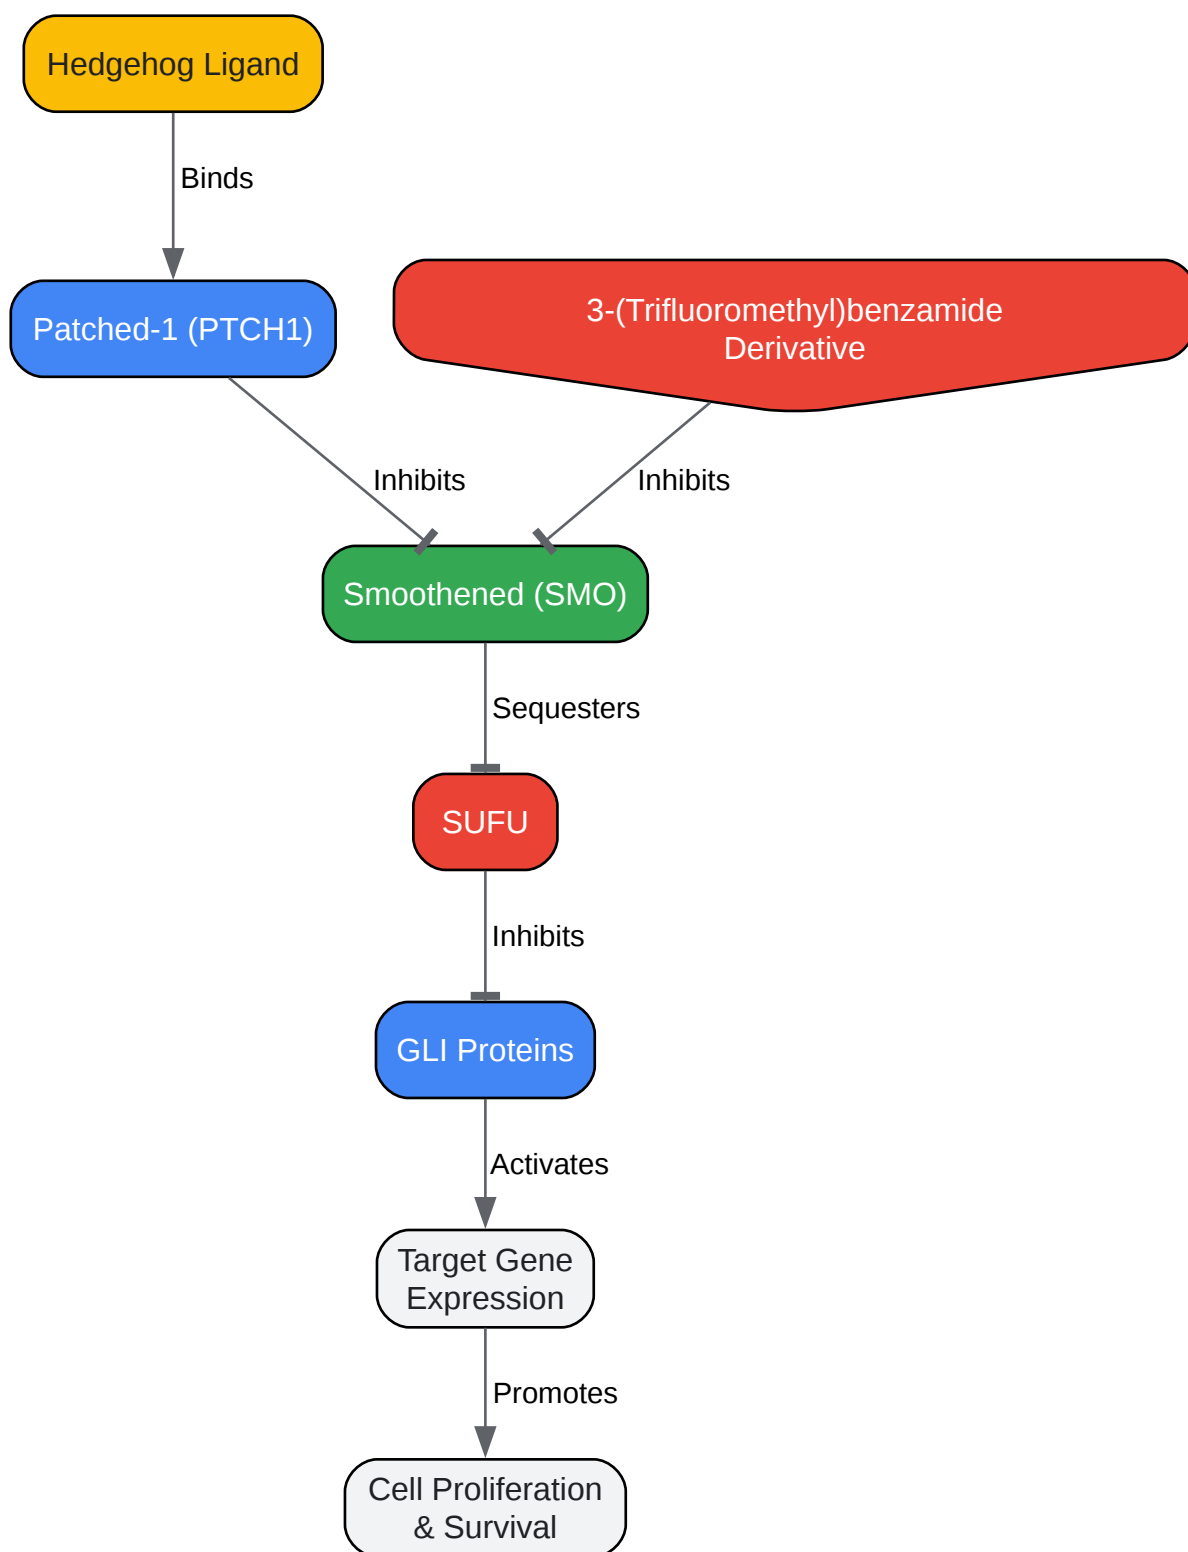 Hedgehog Ligand
Binds
Patched-1 (PTCH1)
3-(Trifluoromethyl)benzamide
Derivative
Inhibits
Inhibits
Smoothened (SMO)
Sequesters
SUFU
Inhibits
GLI Proteins
Activates
Target Gene
Expression
Promotes
Cell Proliferation
& Survival